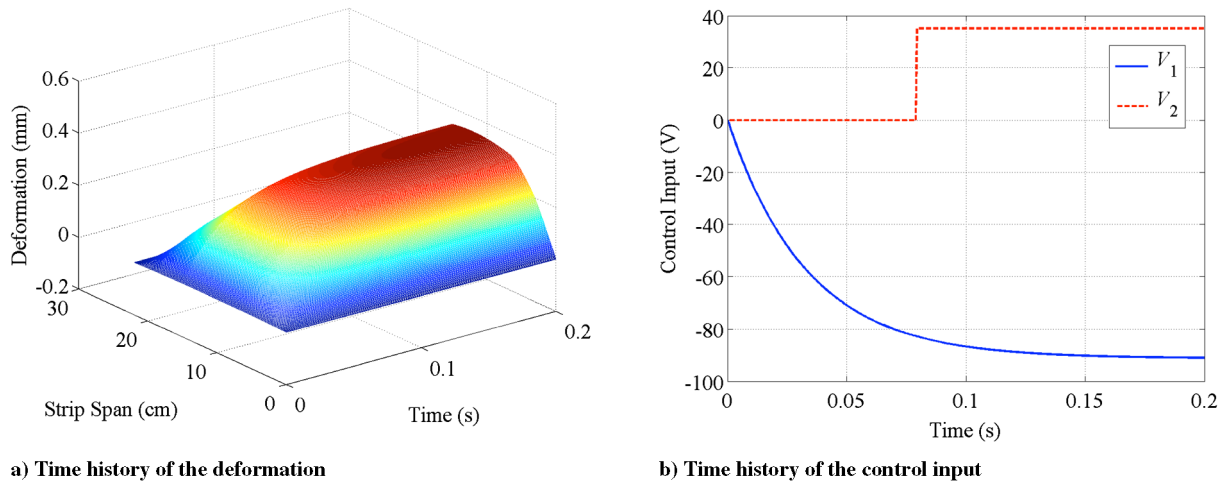 0.6
0.4
0.2
0
-0.2
Deformation (mm)
30
20
10
0
Strip Span (cm)
0
0.1
0.2
Time (s)
a) Time history of the deformation
40
20
0
-20
-40
-60
-80
-100
Control Input (V)
V1
V2
0
0.05
0.1
0.15
0.2
Time (s)
b) Time history of the control input